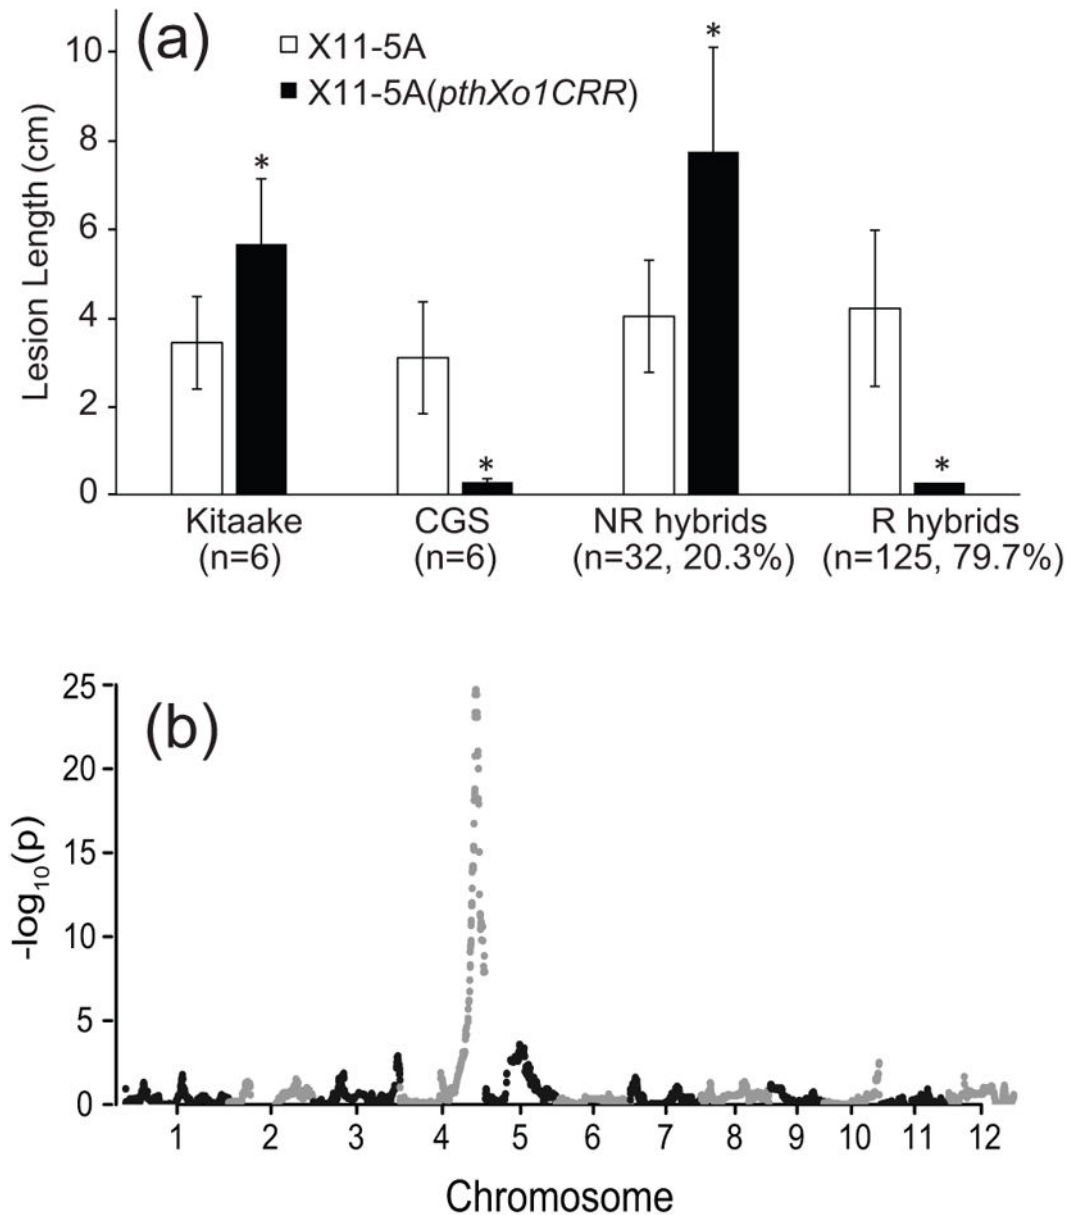 (a)
X11-5A
X11-5A(pthXo1CRR)
Lesion Length (cm)
10
8
6
4
2
0
*
*
*
*
Kitaake CGS NR hybrids R hybrids
(n=6) (n=6) (n=32, 20.3%) (n=125, 79.7%)
(b)
-log10(p)
25
20
15
10
5
0
1 2 3 4 5 6 7 8 9 10 11 12
Chromosome